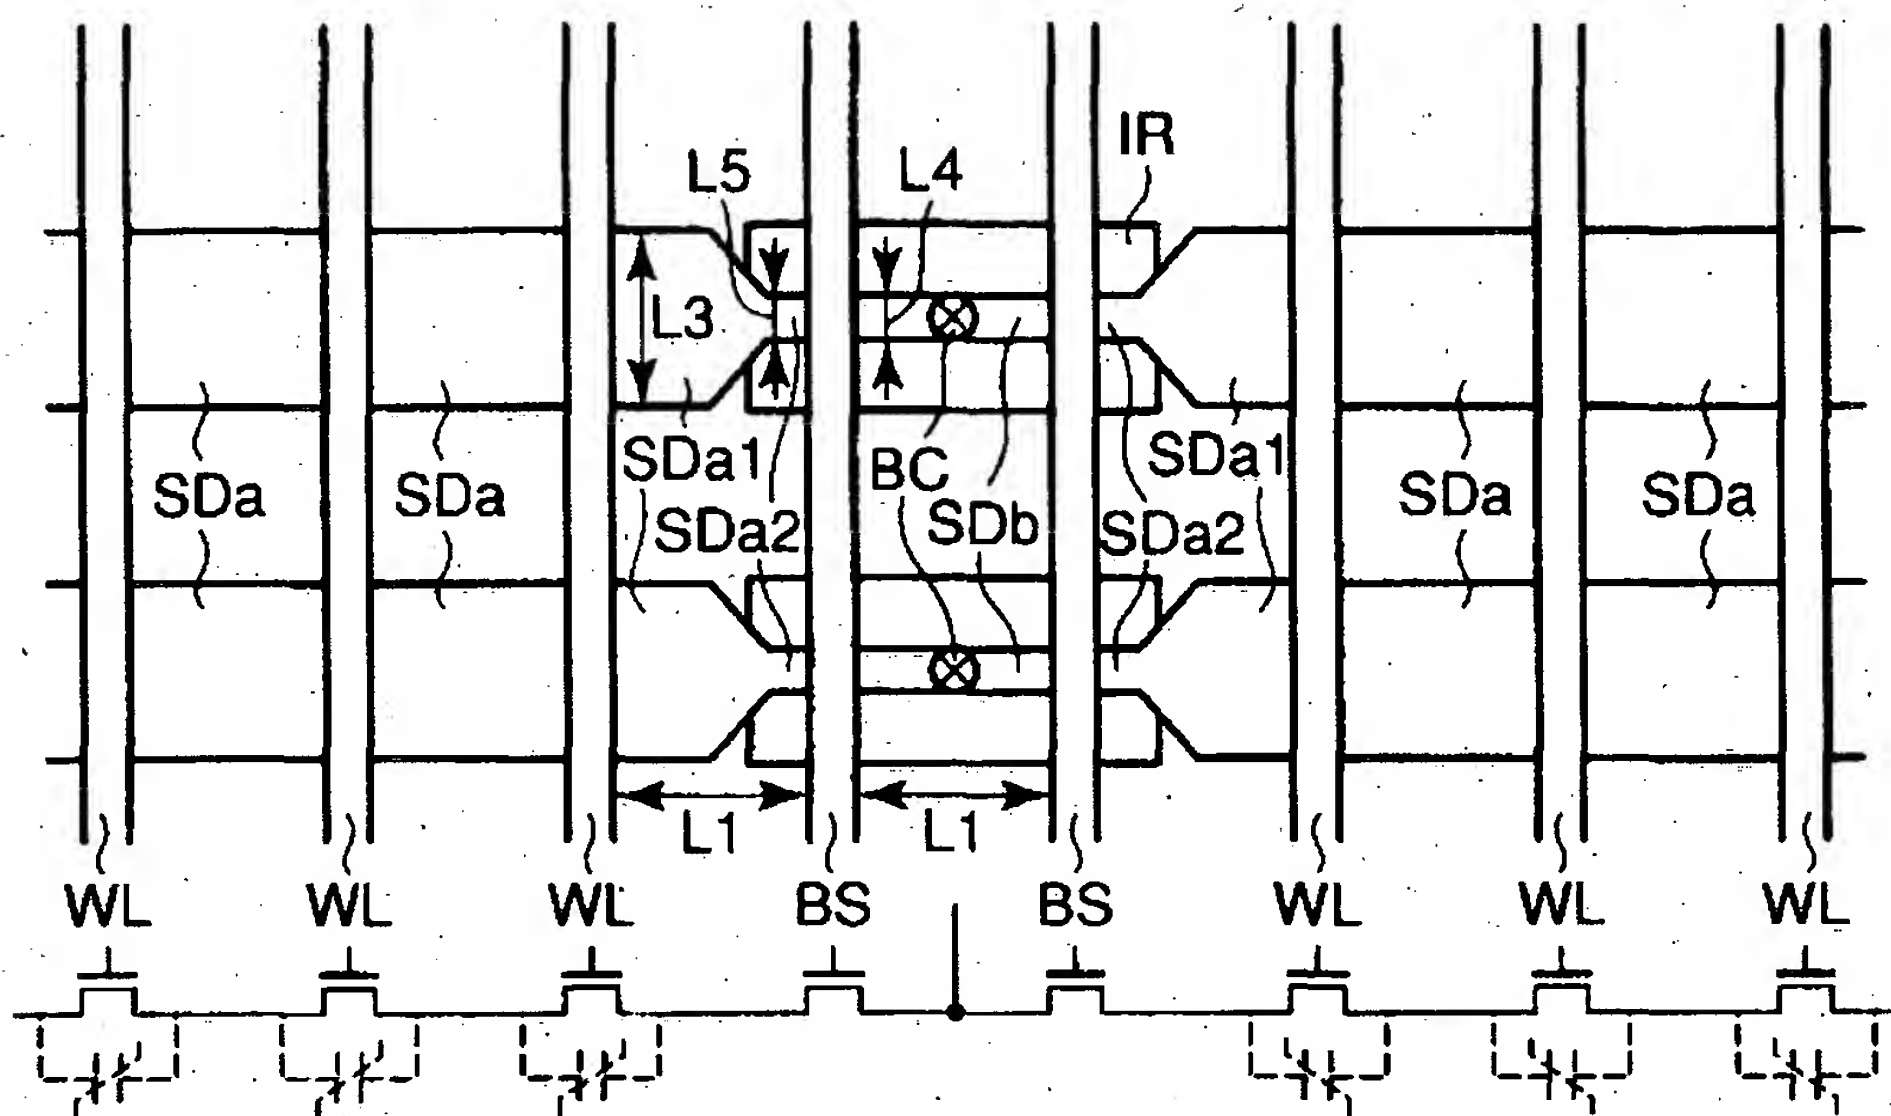 IR
L5 L4
L3
SDa1 BC SDa1
SDa SDa SDa SDa
SDa2 SDb SDa2
L1 L1
WL WL WL BS BS WL WL WL